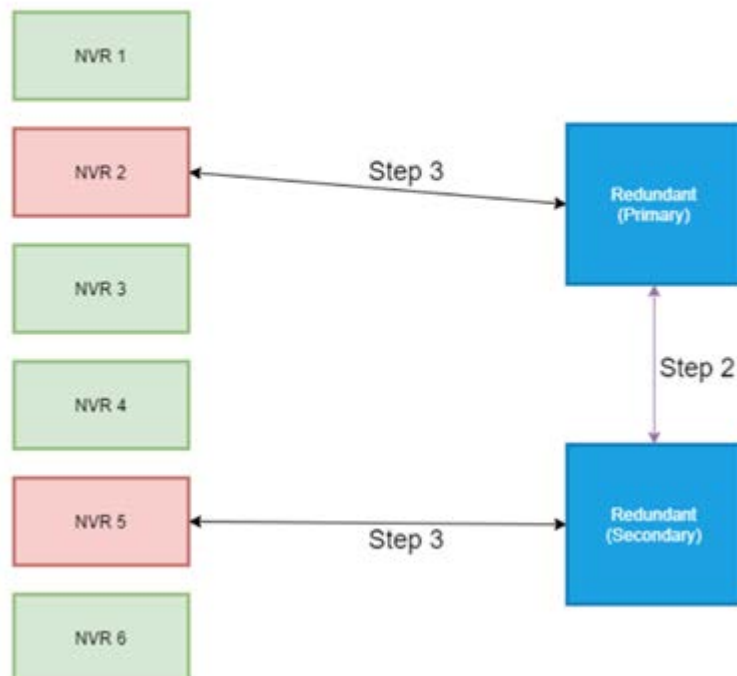 NVR 1
NVR 2
Step 3
Redundant
(Primary)
NVR 3
Step 2
NVR 4
NVR 5
Step 3
Redundant
(Secondary)
NVR 6